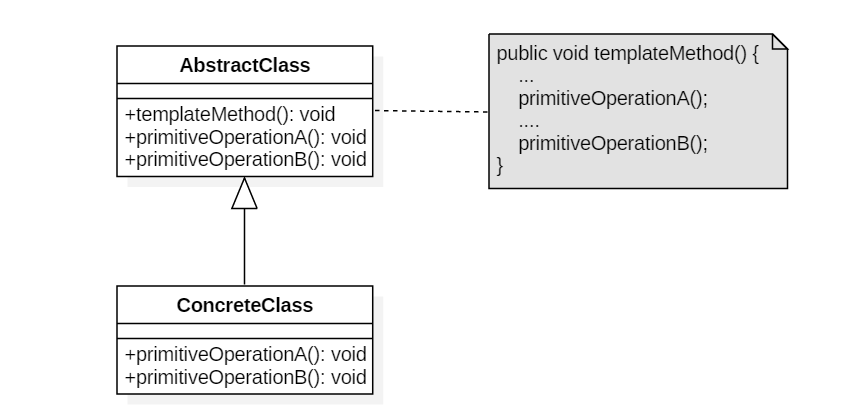 AbstractClass
+templateMethod(): void
+primitiveOperationA(): void
+primitiveOperationB(): void
public void templateMethod() {
...
primitiveOperationA();
....
primitiveOperationB();
}
ConcreteClass
+primitiveOperationA(): void
+primitiveOperationB(): void